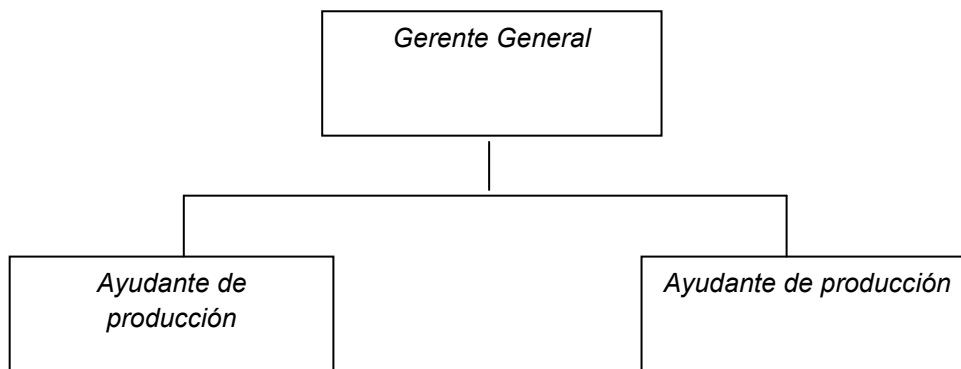 Gerente General
Ayudante de
producción
Ayudante de producción